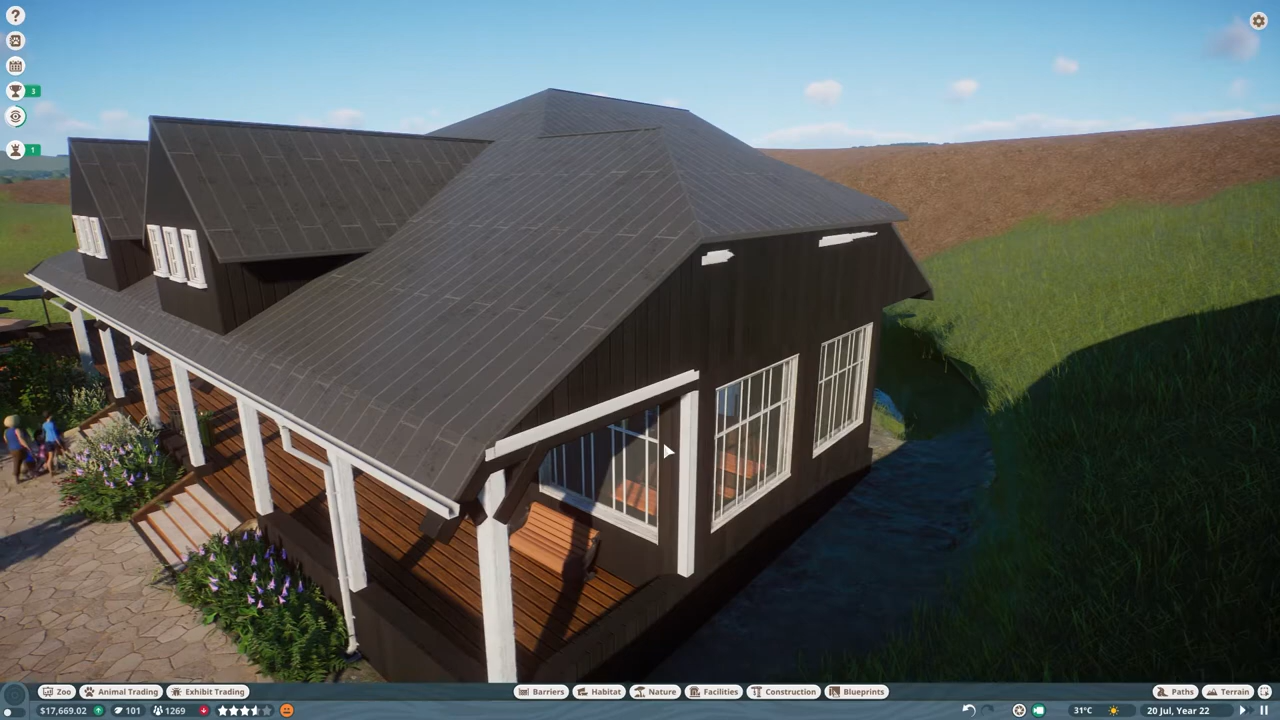 ?
3
1
Zoo
Animal Trading
Exhibit Trading
Barriers
Habitat
Nature
Facilities
Construction
Blueprints
Paths
Terrain
$17,669.02
101
1269
31°C
20 Jul, Year 22